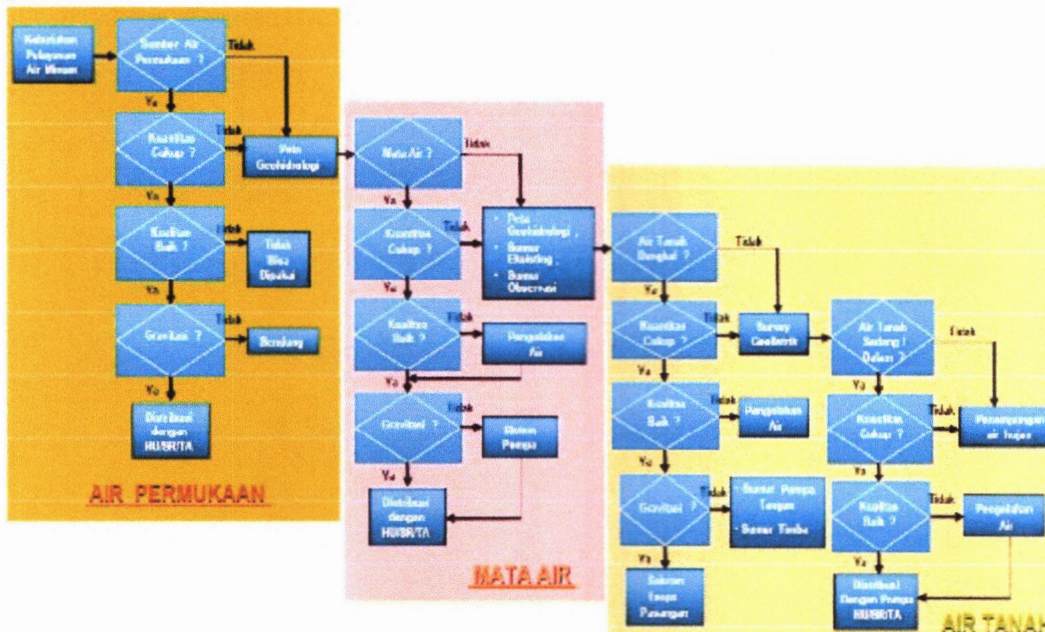 Kebutuhan
Pelayanan
Air Minum
Sumber Air
Permukaan ?
Tidak
Ya
Kuantitas
Cukup ?
Tidak
Peta
Geohidrologi
Ya
Kualitas
Baik ?
Tidak
Tidak
Bisa
Dipakai
Ya
Gravitasi ?
Tidak
Bendung
Ya
Distribusi
dengan
HU/SR/TA
AIR PERMUKAAN
Mata Air ?
Tidak
Ya
Kuantitas
Cukup ?
Tidak
• Peta
Geohidrologi ,
• Sumur
Eksisting ,
• Sumur
Observasi
Ya
Kualitas
Baik ?
Tidak
Pengolahan
Air
Ya
Gravitasi ?
Tidak
Sistem
Pompa
Ya
Distribusi
dengan
HU/SR/TA
MATA AIR
Air Tanah
Dangkal ?
Tidak
Ya
Kuantitas
Cukup ?
Tidak
Survey
Geolistrik
Ya
Kualitas
Baik ?
Tidak
Pengolahan
Air
Ya
Gravitasi ?
Tidak
• Sumur Pompa
Tangan
• Sumur Timba
Ya
Saluran
Tanpa
Pasangan
Air Tanah
Sedang /
Dalam ?
Tidak
Ya
Kuantitas
Cukup ?
Tidak
Penampungan
air hujan
Ya
Kualitas
Baik ?
Tidak
Pengolahan
Air
Ya
Distribusi
Dengan Pompa
HU/SR/TA
AIR TANAH